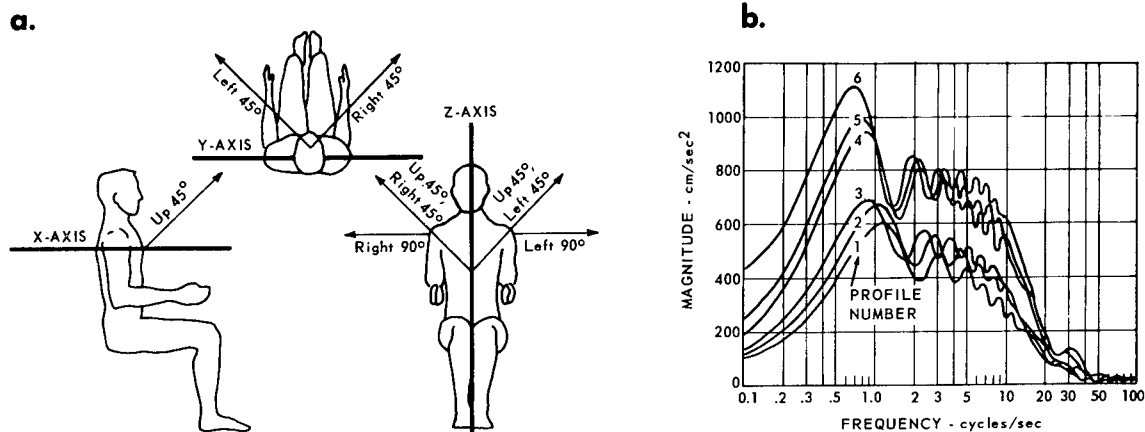 a.
Left 45°
Right 45°
Y-AXIS
X-AXIS
Up 45°
Z-AXIS
Up 45°,
Right 45°
Up 45°,
Left 45°
Right 90°
Left 90°
b.
MAGNITUDE - cm/sec²
1200
1000
800
600
400
200
0
6
5
4
3
2
1
PROFILE
NUMBER
0.1 .2 .3 .5 1.0 2 3 5 10 20 30 50 100
FREQUENCY - cycles/sec